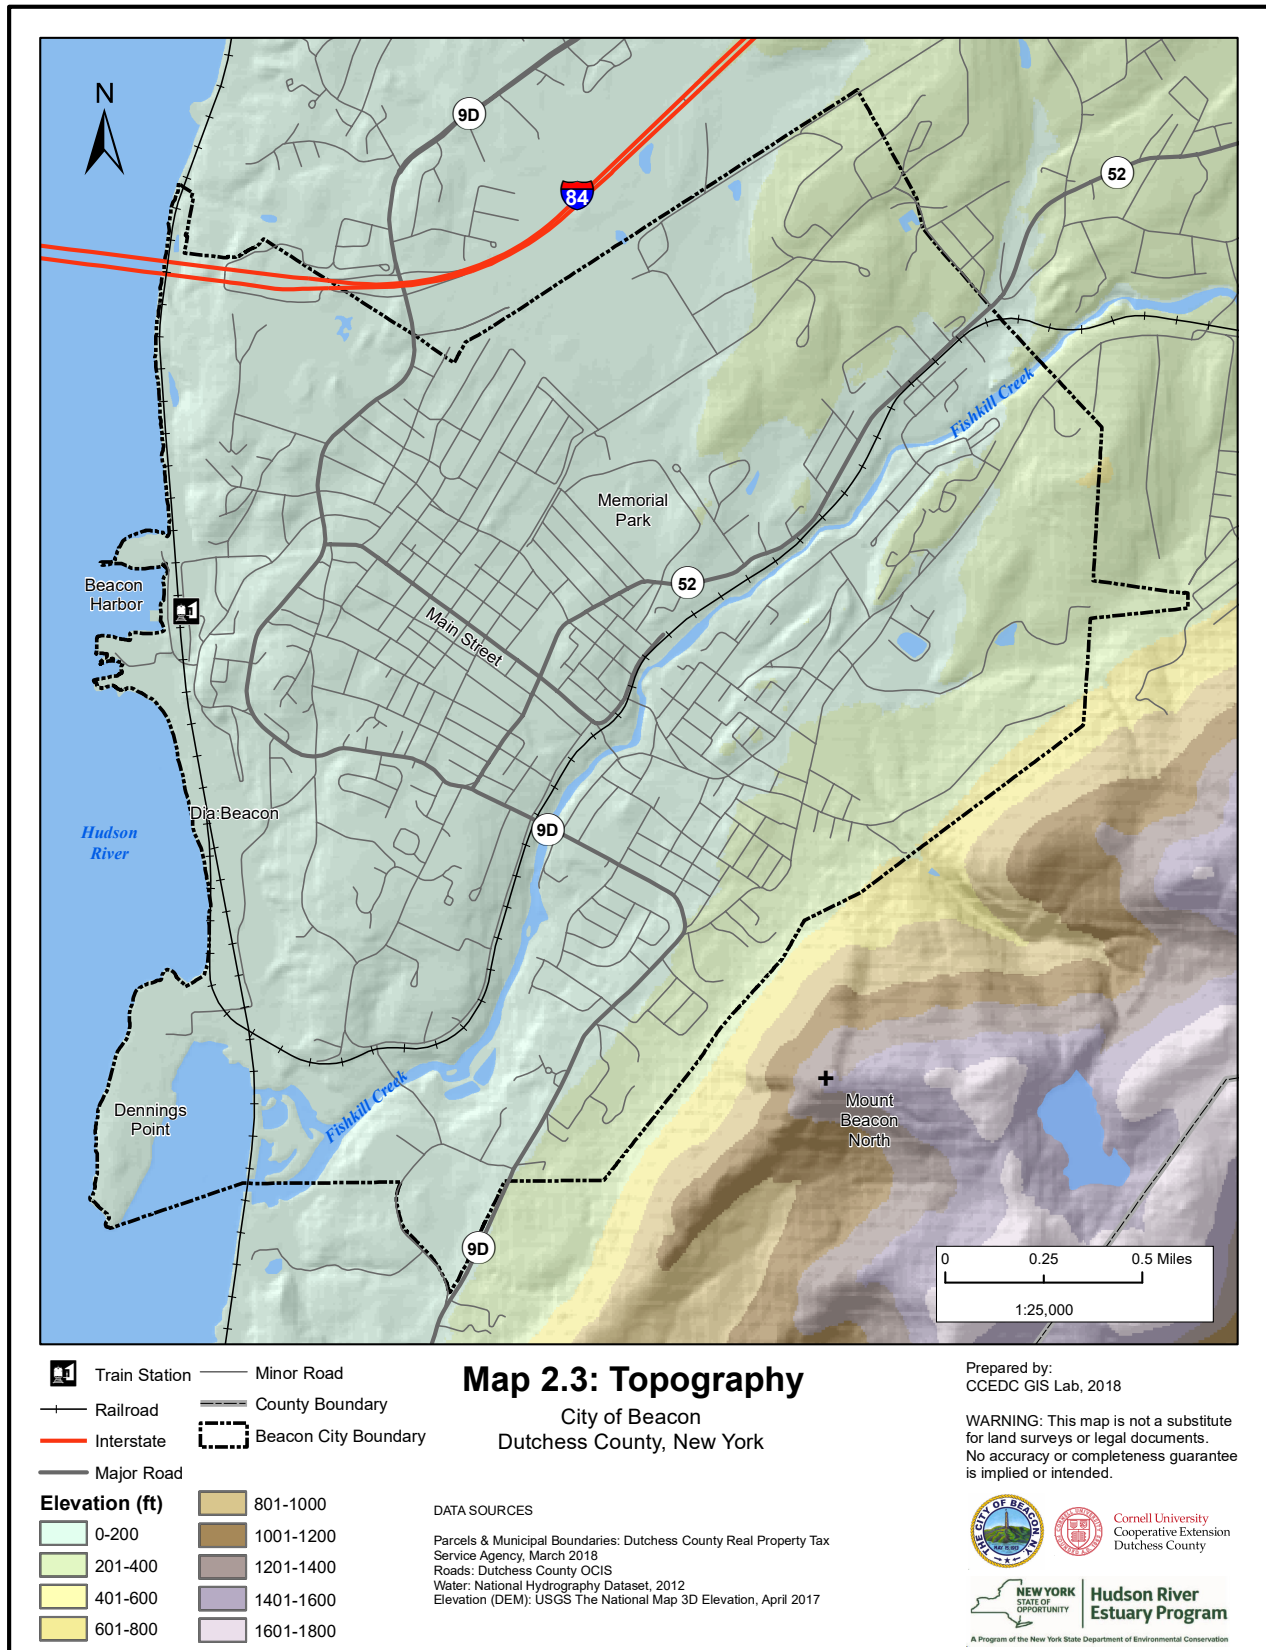 N
9D
84
52
Fishkill Creek
Memorial
Park
Beacon
Harbor
52
Main Street
Dia:Beacon
Hudson
River
9D
Dennings
Point
Fishkill Creek
Mount
Beacon
North
9D
0 0.25 0.5 Miles
1:25,000
Train Station
Railroad
Interstate
Major Road
Minor Road
County Boundary
Beacon City Boundary
Elevation (ft)
0-200
201-400
401-600
601-800
801-1000
1001-1200
1201-1400
1401-1600
1601-1800
Map 2.3: Topography
City of Beacon
Dutchess County, New York
DATA SOURCES
Parcels & Municipal Boundaries: Dutchess County Real Property Tax
Service Agency, March 2018
Roads: Dutchess County OCIS
Water: National Hydrography Dataset, 2012
Elevation (DEM): USGS The National Map 3D Elevation, April 2017
Prepared by:
CCEDC GIS Lab, 2018
WARNING: This map is not a substitute
for land surveys or legal documents.
No accuracy or completeness guarantee
is implied or intended.
THE CITY OF BEACON, N.Y.
MAY 15, 1913
Cornell University
Cooperative Extension
Dutchess County
NEW YORK
STATE OF
OPPORTUNITY
Hudson River
Estuary Program
A Program of the New York State Department of Environmental Conservation